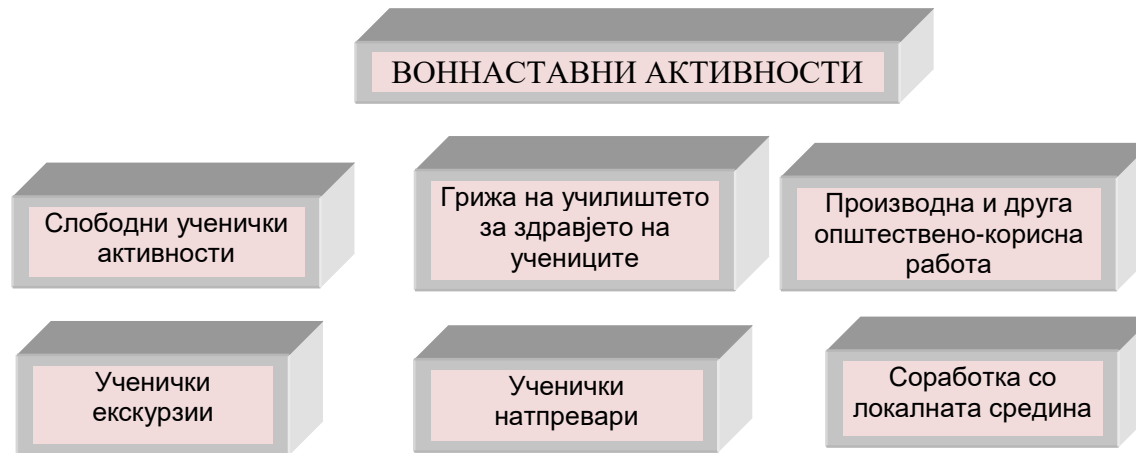 ВОННАСТАВНИ АКТИВНОСТИ
Слободни ученички
активности
Грижа на училиштето
за здравјето на
учениците
Производна и друга
општествено-корисна
работа
Ученички
екскурзии
Ученички
натпревари
Соработка со
локалната средина